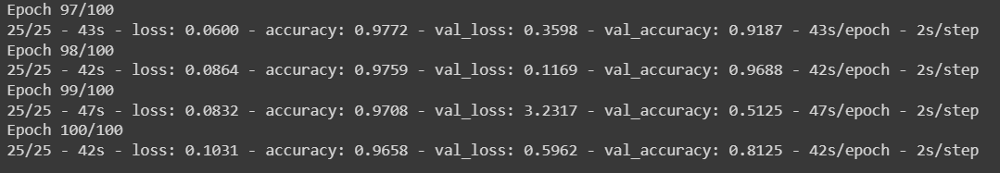 Epoch 97/100
25/25 - 43s - loss: 0.0600 - accuracy: 0.9772 - val_loss: 0.3598 - val_accuracy: 0.9187 - 43s/epoch - 2s/step
Epoch 98/100
25/25 - 42s - loss: 0.0864 - accuracy: 0.9759 - val_loss: 0.1169 - val_accuracy: 0.9688 - 42s/epoch - 2s/step
Epoch 99/100
25/25 - 47s - loss: 0.0832 - accuracy: 0.9708 - val_loss: 3.2317 - val_accuracy: 0.5125 - 47s/epoch - 2s/step
Epoch 100/100
25/25 - 42s - loss: 0.1031 - accuracy: 0.9658 - val_loss: 0.5962 - val_accuracy: 0.8125 - 42s/epoch - 2s/step